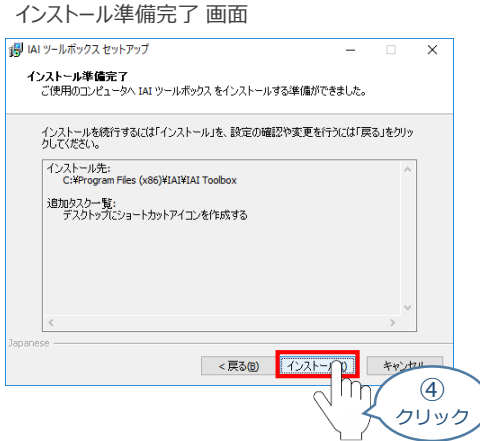 インストール準備完了 画面
IAI ツールボックス セットアップ
インストール準備完了
ご使用のコンピュータへ IAI ツールボックス をインストールする準備ができました。
インストールを続行するには「インストール」を、設定の確認や変更を行うには「戻る」をクリッ
クしてください。
インストール先:
C:¥Program Files (x86)¥IAI¥IAI Toolbox
追加タスク一覧:
デスクトップにショートカットアイコンを作成する
Japanese
< 戻る(B)
④
クリック